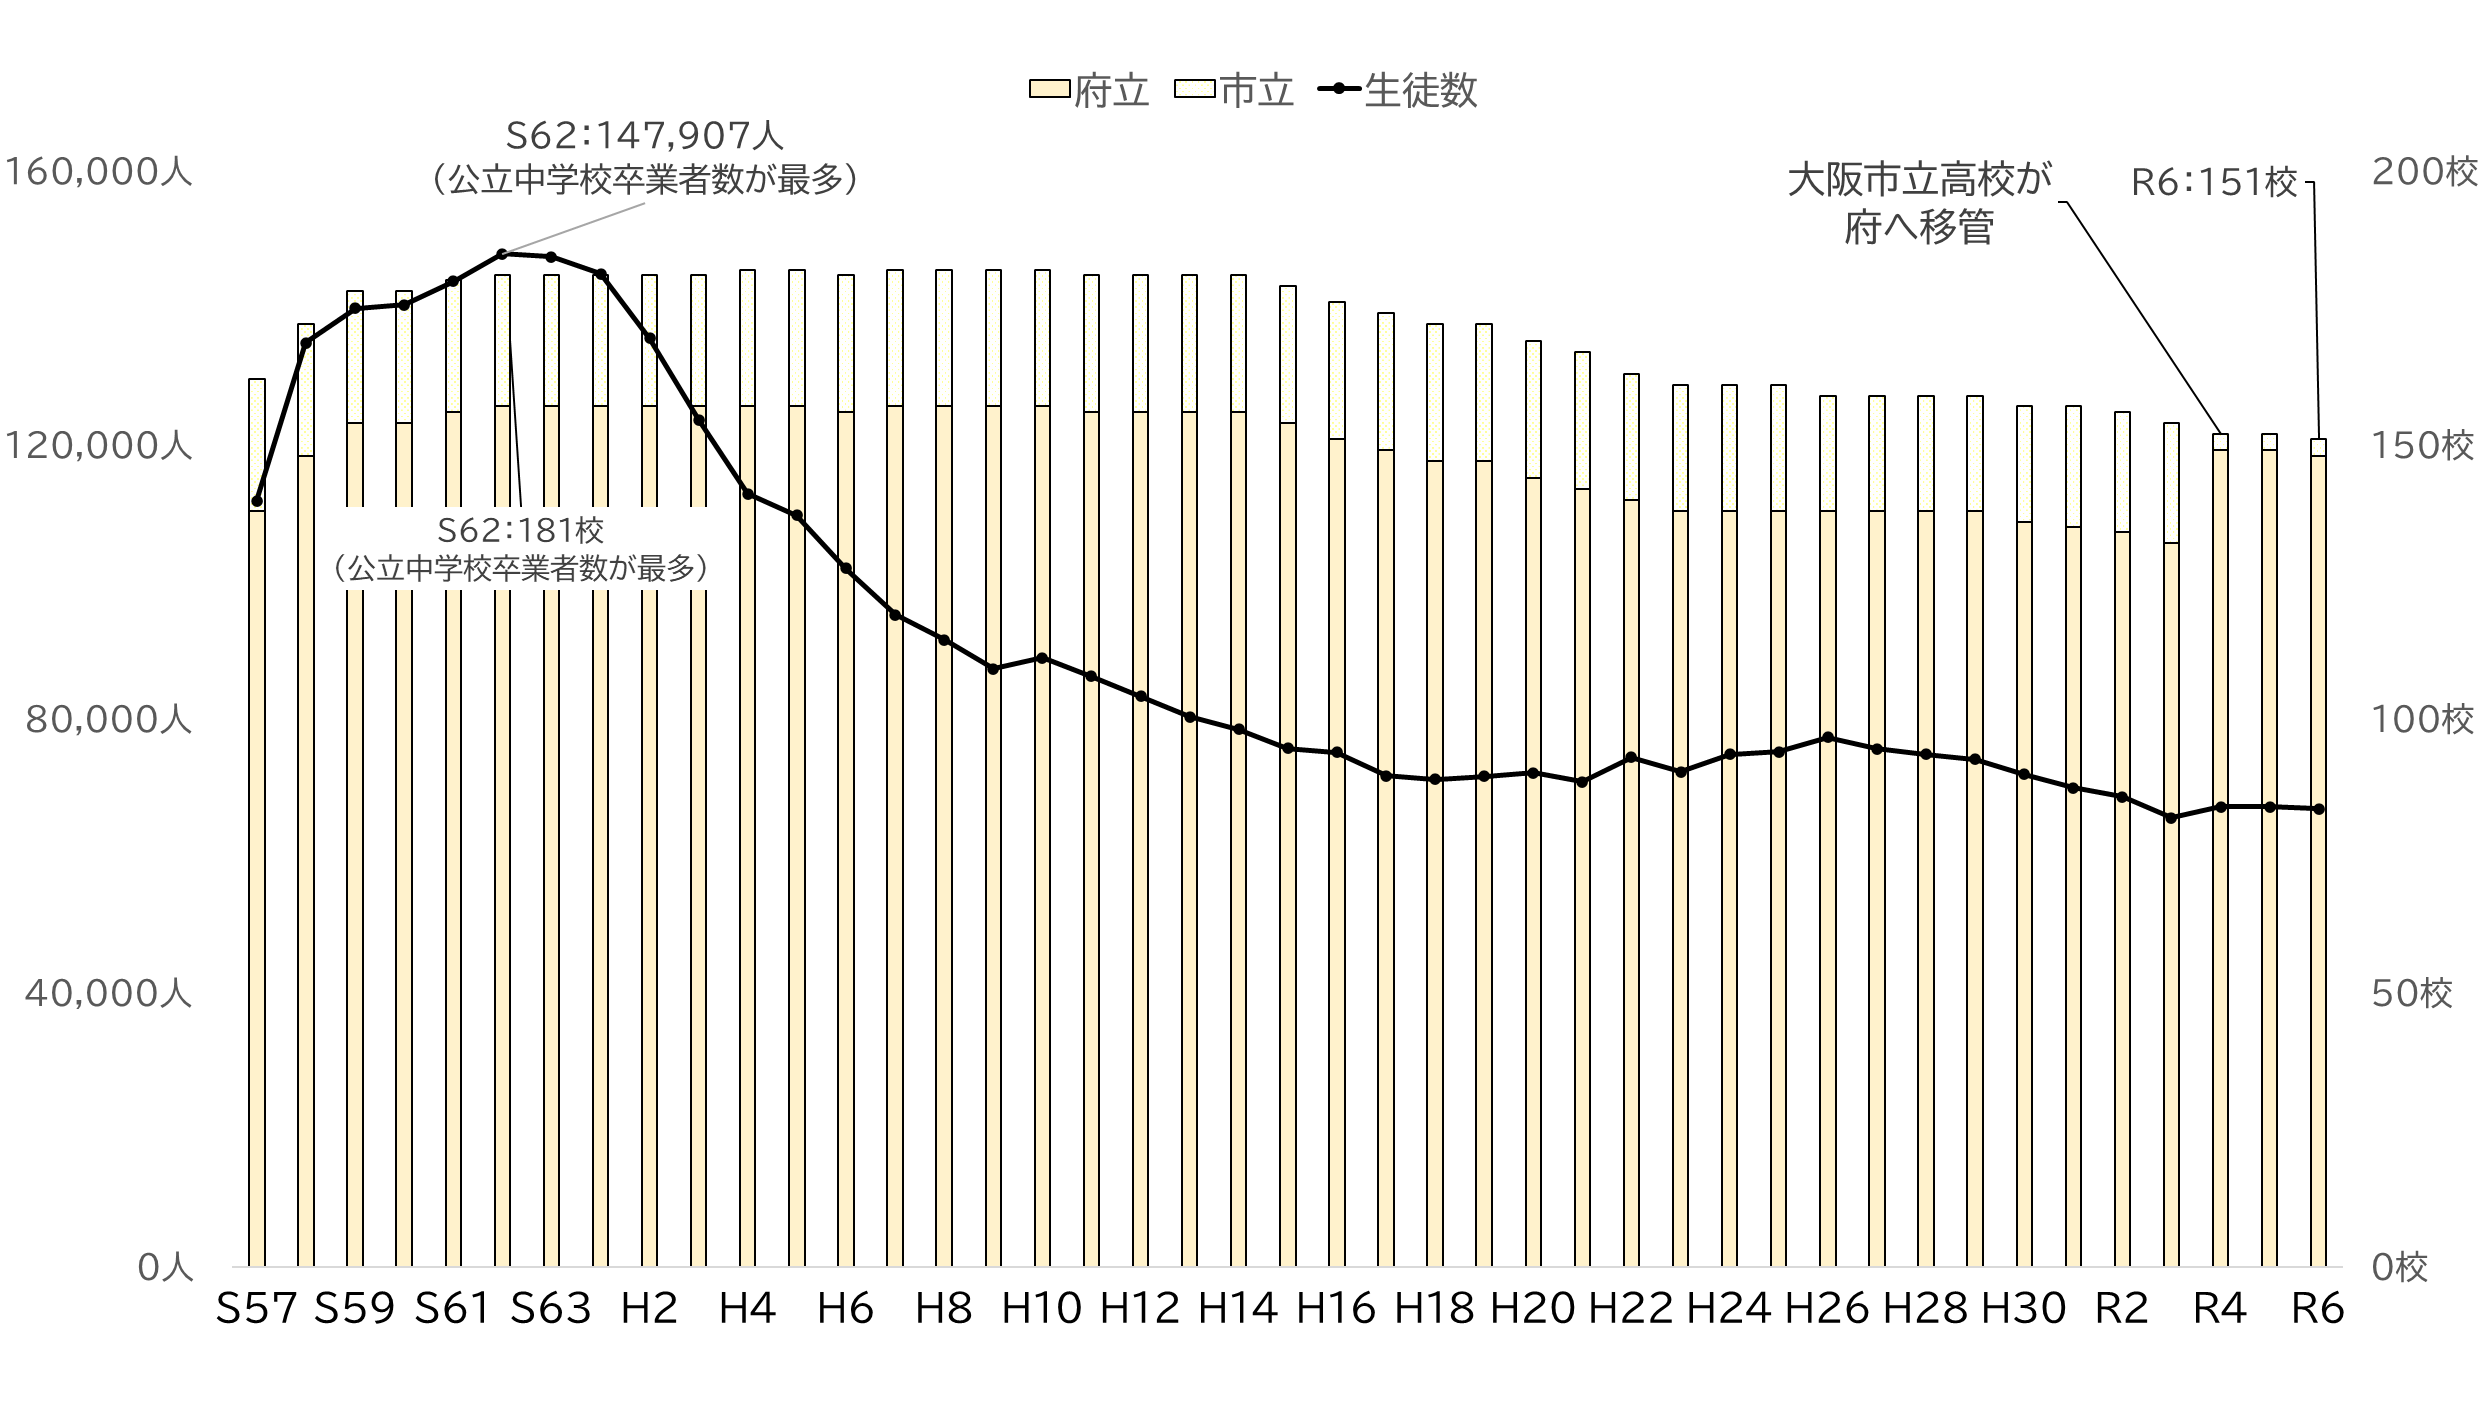 府立 市立 生徒数
S62:147,907人
（公立中学校卒業者数が最多）
160,000人
120,000人
80,000人
40,000人
0人
大阪市立高校が
府へ移管
R6:151校
200校
150校
100校
50校
0校
S62:181校
（公立中学校卒業者数が最多）
S57 S59 S61 S63 H2 H4 H6 H8 H10 H12 H14 H16 H18 H20 H22 H24 H26 H28 H30 R2 R4 R6